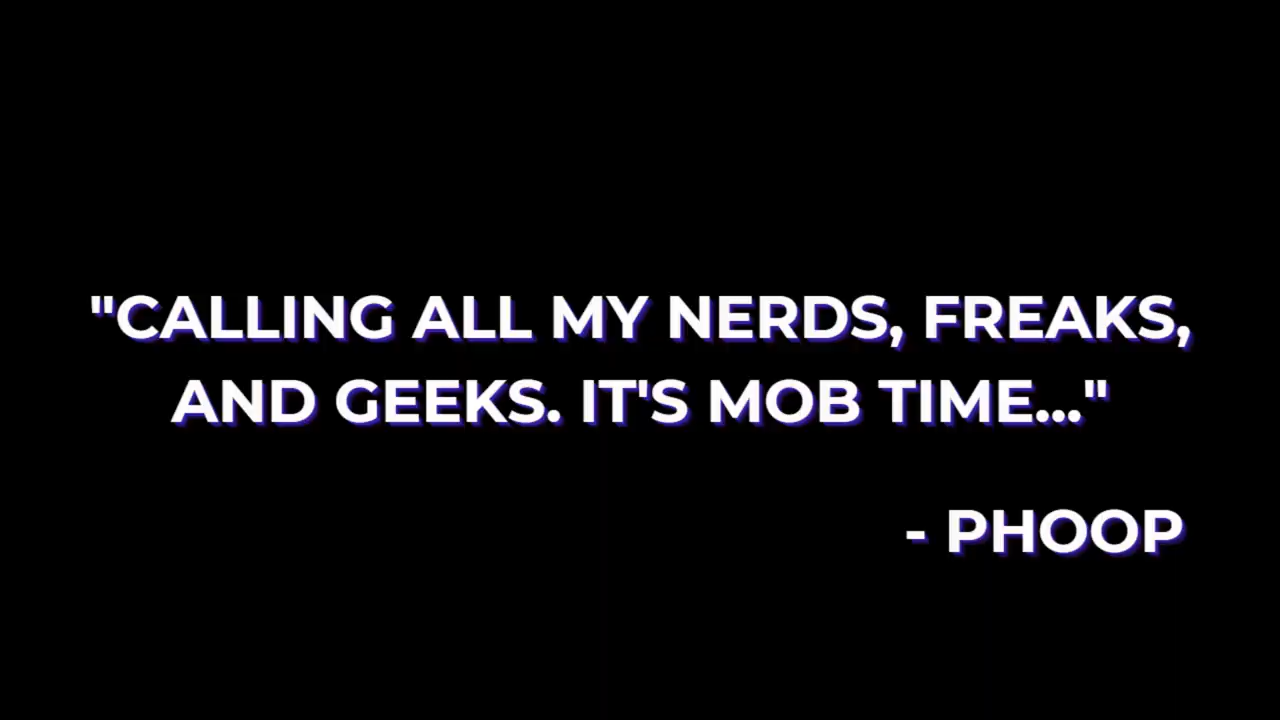 "CALLING ALL MY NERDS, FREAKS,
AND GEEKS. IT'S MOB TIME..."
- PHOOP